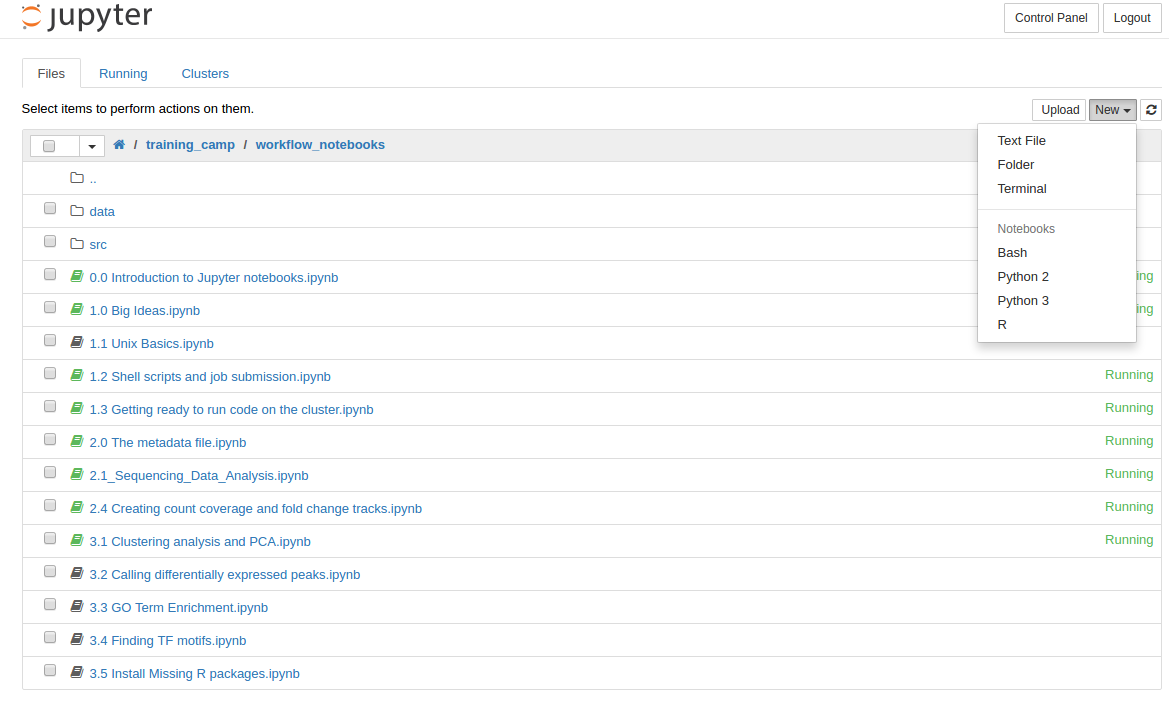 jupyter
Control Panel Logout
Files Running Clusters
Select items to perform actions on them.
Upload New
/ training_camp / workflow_notebooks
Text File
Folder
Terminal
Notebooks
Bash
Python 2
Python 3
R
..
data
src
0.0 Introduction to Jupyter notebooks.ipynb ing
1.0 Big Ideas.ipynb ing
1.1 Unix Basics.ipynb
1.2 Shell scripts and job submission.ipynb Running
1.3 Getting ready to run code on the cluster.ipynb Running
2.0 The metadata file.ipynb Running
2.1_Sequencing_Data_Analysis.ipynb Running
2.4 Creating count coverage and fold change tracks.ipynb Running
3.1 Clustering analysis and PCA.ipynb Running
3.2 Calling differentially expressed peaks.ipynb
3.3 GO Term Enrichment.ipynb
3.4 Finding TF motifs.ipynb
3.5 Install Missing R packages.ipynb